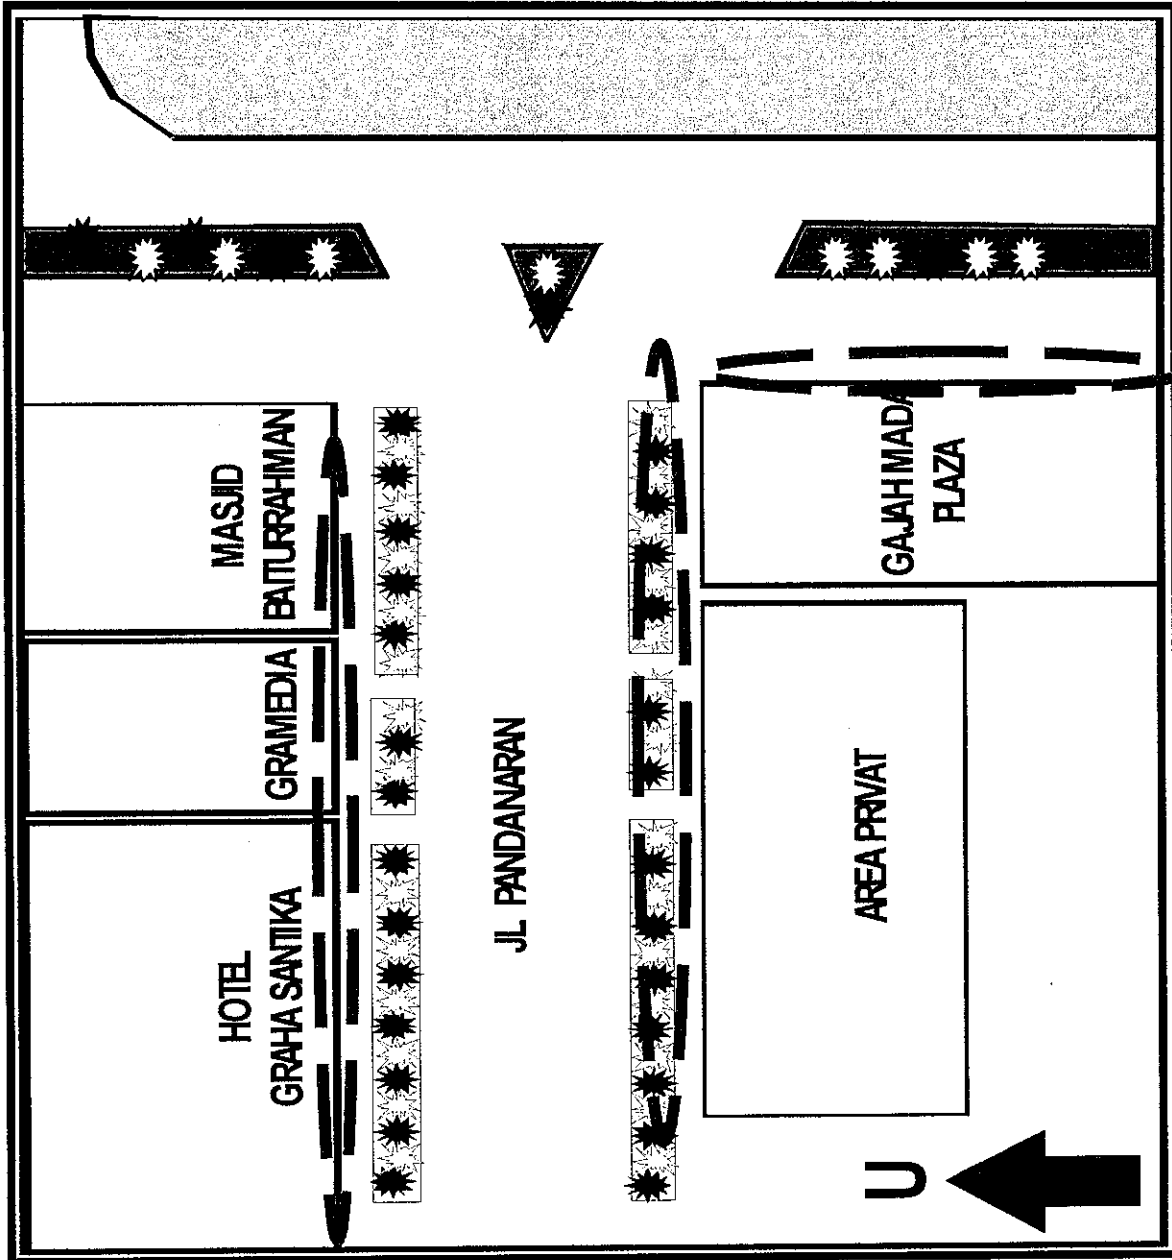 MASJID
BAITURRAHMAN
GRAMEDIA
HOTEL
GRAHA SANTIKA
JL PANDANARAN
GAJAH MADA
PLAZA
AREA PRIVAT
U